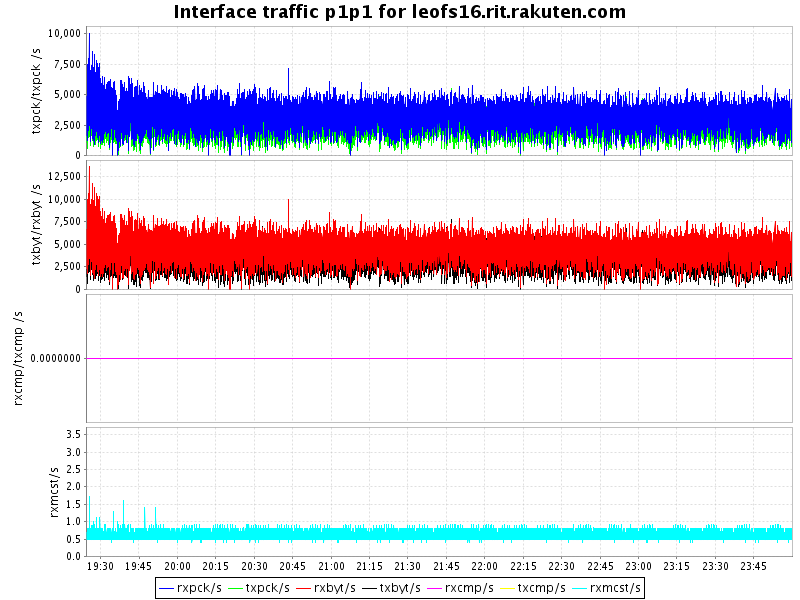 Interface traffic p1p1 for leofs16.rit.rakuten.com
txpck/txpck /s
10,000
7,500
5,000
2,500
0
txbyt/rxbyt /s
12,500
10,000
7,500
5,000
2,500
0
rxcmp/txcmp /s
0.0000000
rxmcst/s
3.5
3.0
2.5
2.0
1.5
1.0
0.5
0.0
19:30 19:45 20:00 20:15 20:30 20:45 21:00 21:15 21:30 21:45 22:00 22:15 22:30 22:45 23:00 23:15 23:30 23:45
rxpck/s txpck/s rxbyt/s txbyt/s rxcmp/s txcmp/s rxmcst/s